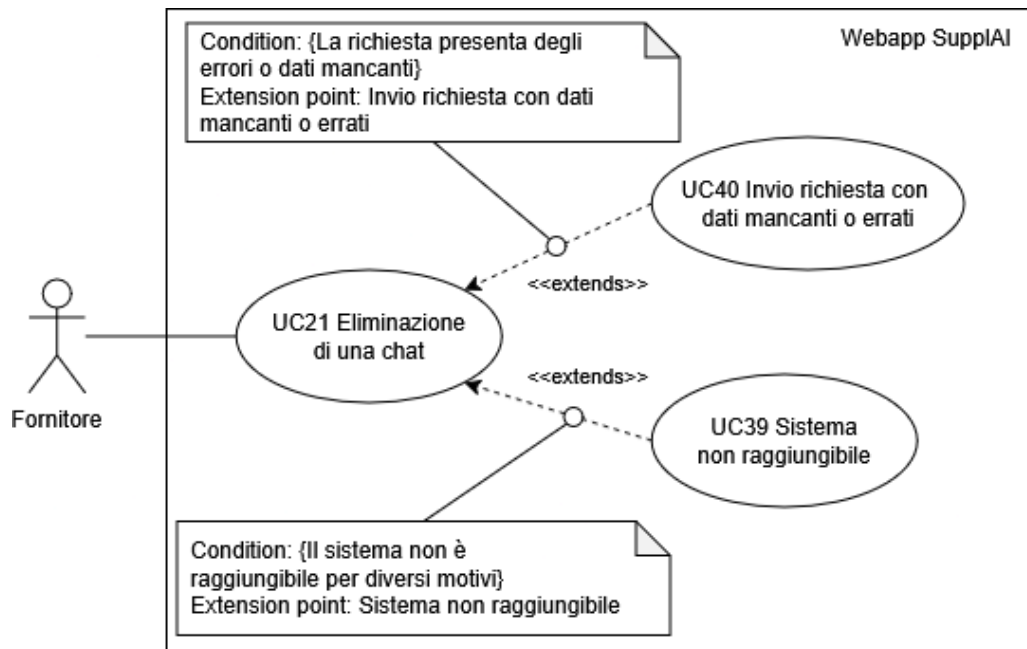 Condition: {La richiesta presenta degli
errori o dati mancanti}
Extension point: Invio richiesta con dati
mancanti o errati
Webapp SupplAI
UC40 Invio richiesta con
dati mancanti o errati
<<extends>>
UC21 Eliminazione
di una chat
Fornitore
<<extends>>
UC39 Sistema
non raggiungibile
Condition: {Il sistema non è
raggiungibile per diversi motivi}
Extension point: Sistema non raggiungibile